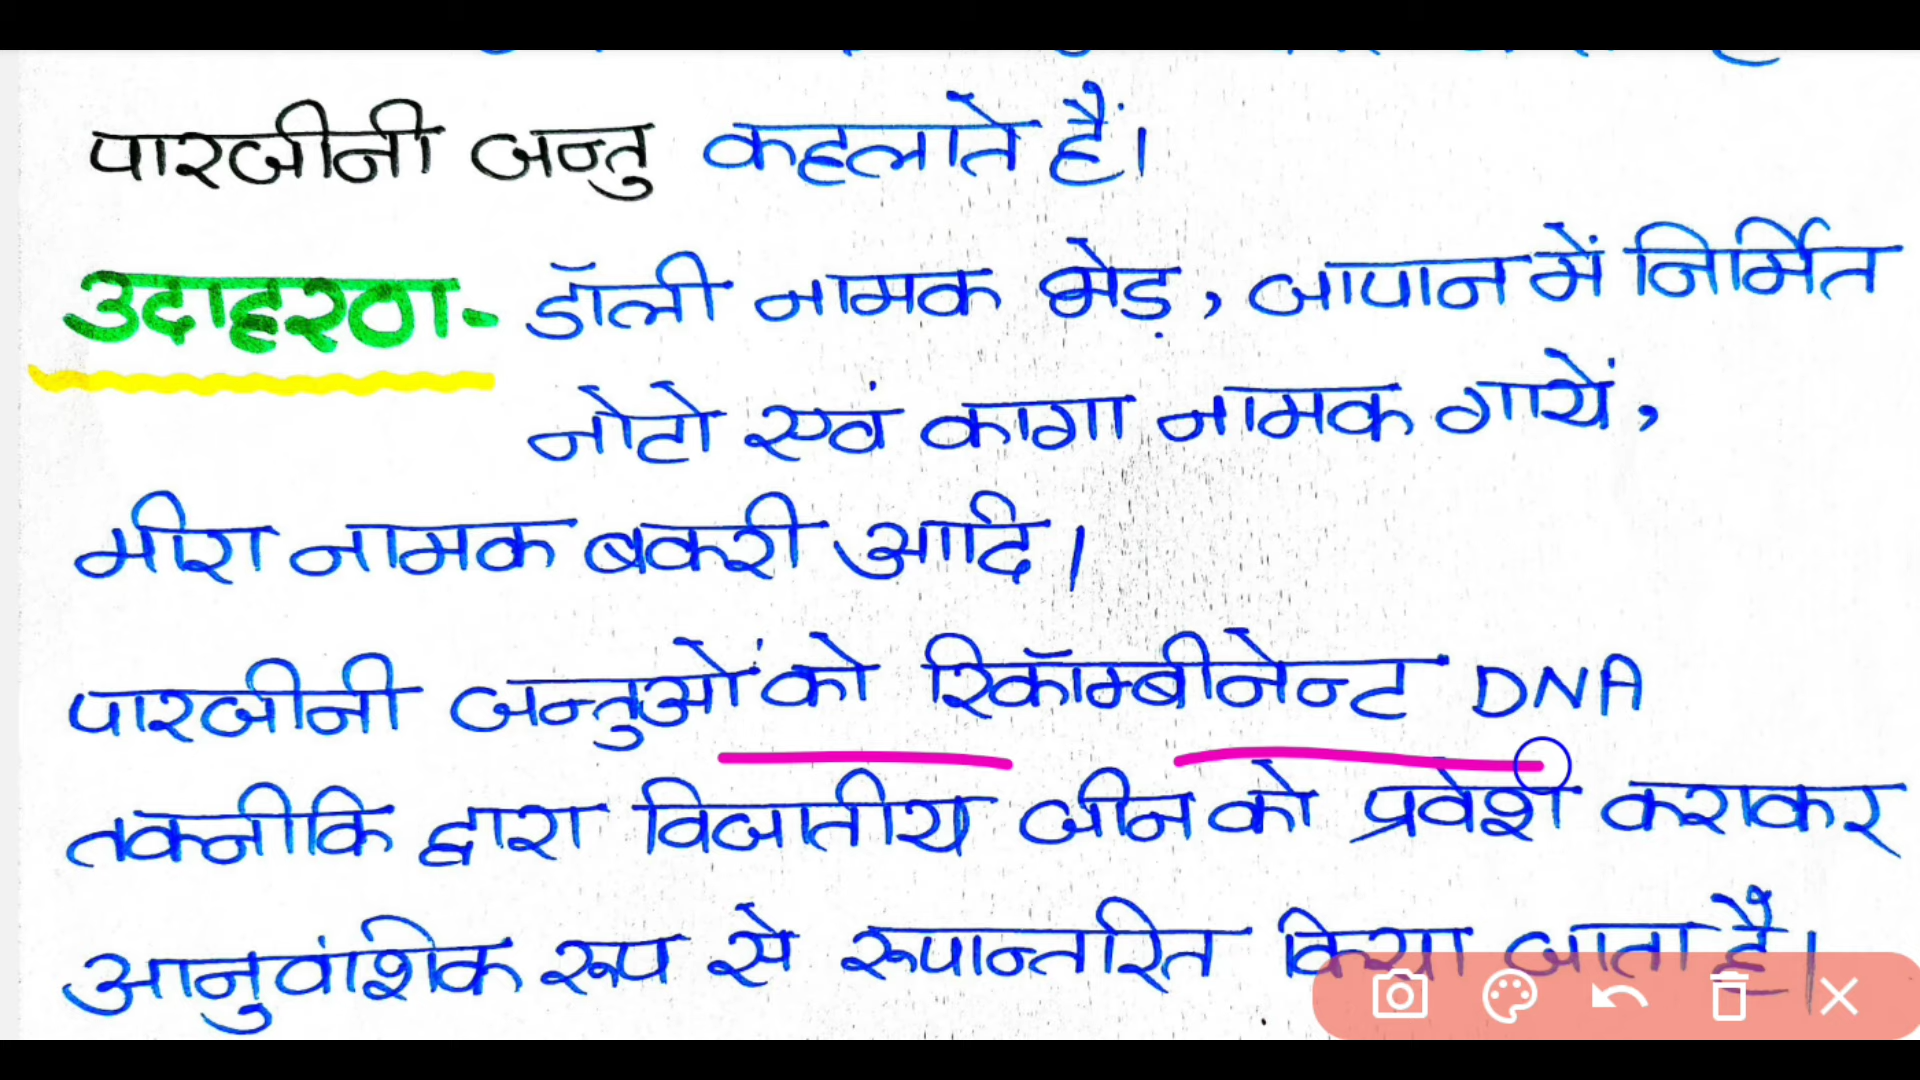 पारजीनी जन्तु कहलाते हैं।
उदाहरण- डॉली नामक भेड़, जापान में निर्मित
नोटो एवं कागा नामक गायें,
मीरा नामक बकरी आदि।
पारजीनी जन्तुओं को रिकॉम्बीनेन्ट DNA
तकनीकि द्वारा विजातीय जीन को प्रवेश कराकर
आनुवांशिक रूप से रूपान्तरित किया जाता है।